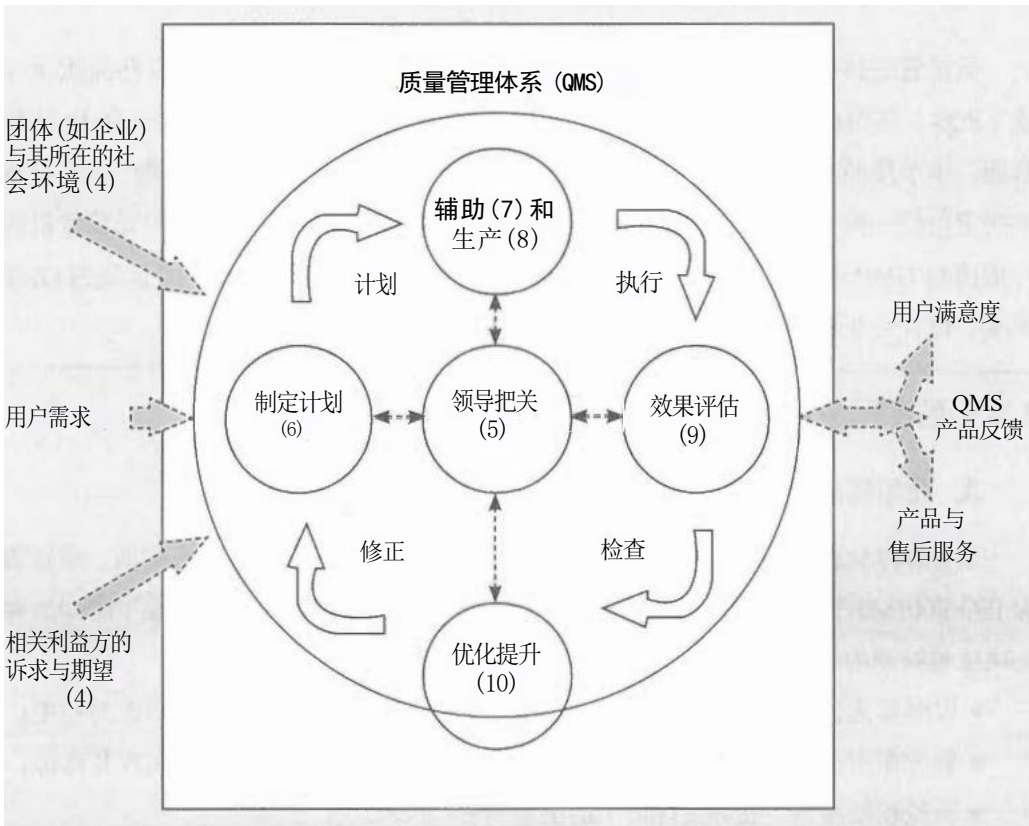 质量管理体系 (QMS)
团体(如企业)
与其所在的社
会环境(4)
辅助(7)和
生产(8)
计划
执行
用户满意度
用户需求
制定计划
(6)
领导把关
(5)
效果评估
(9)
QMS
产品反馈
修正
检查
产品与
售后服务
相关利益方的
诉求与期望
(4)
优化提升
(10)